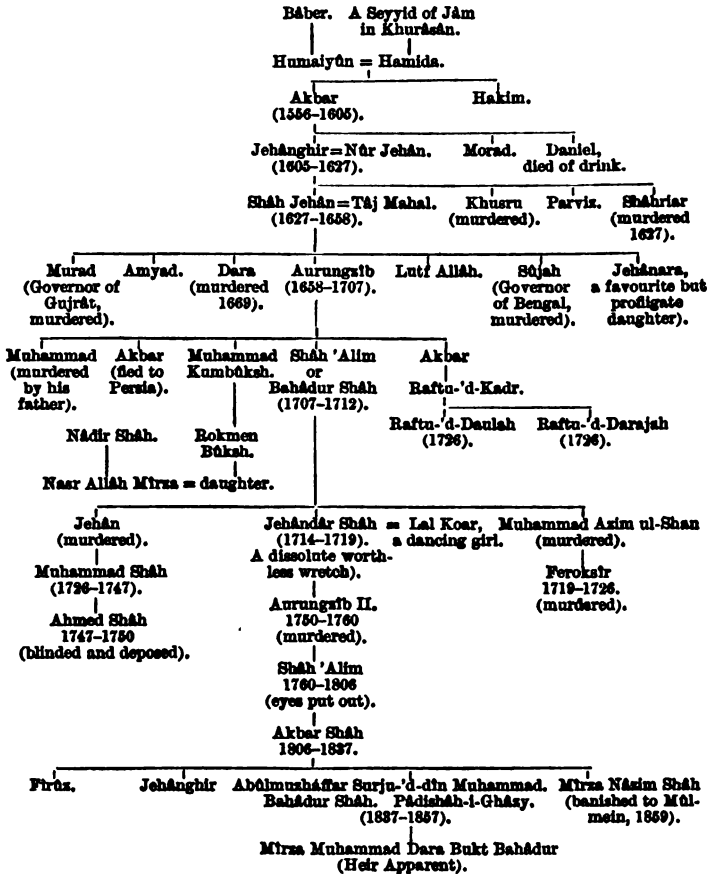 Bâber. A Seyyid of Jâm
in Khurâsân.
Humaiyûn = Hamida.
Akbar Hakim.
(1556–1605).
Jehânghir = Nûr Jehân. Morad. Daniel,
(1605–1627). died of drink.
Shâh Jehân = Tâj Mahal. Khusru Parviz. Shâhriar
(1627–1658). (murdered). (murdered
1627).
Murad Amyad. Dara Aurungzîb Lutf Allâh. Sûjah Jehânara,
(Governor of (murdered (1658–1707). (Governor a favourite but
Gujrât, 1669). of Bengal, profligate
murdered). murdered). daughter).
Muhammad Akbar Muhammad Shâh 'Alim Akbar
(murdered (fled to Kumbûksh. or Raftu-'d-Kadr.
by his Persia). Bahâdur Shâh
father). (1707–1712).
Raftu-'d-Daulah Raftu-'d-Darajah
(1726). (1726).
Nâdir Shâh. Rokmen
Bûksh.
Nasr Allâh Mîrza = daughter.
Jehân Jehândâr Shâh = Lal Koar, Muhammad Azim ul-Shan
(murdered). (1714–1719). a dancing girl. (murdered).
A dissolute worth-
less wretch).
Muhammad Shâh Feroksîr
(1726–1747). 1719–1726.
(murdered).
Aurungzîb II.
1750–1760
(murdered).
Ahmed Shâh
1747–1750
(blinded and deposed).
Shâh 'Alim
1760–1806
(eyes put out).
Akbar Shâh
1806–1837.
Firûz. Jehânghir Abûlmuzhâffar Surju-'d-dîn Muhammad. Mîrza Nâzim Shâh
Bahâdur Shâh. Pâdishâh-i-Ghâzy. (banished to Mûl-
(1837–1857). mein, 1859).
Mîrza Muhammad Dara Bukt Bahâdur
(Heir Apparent).